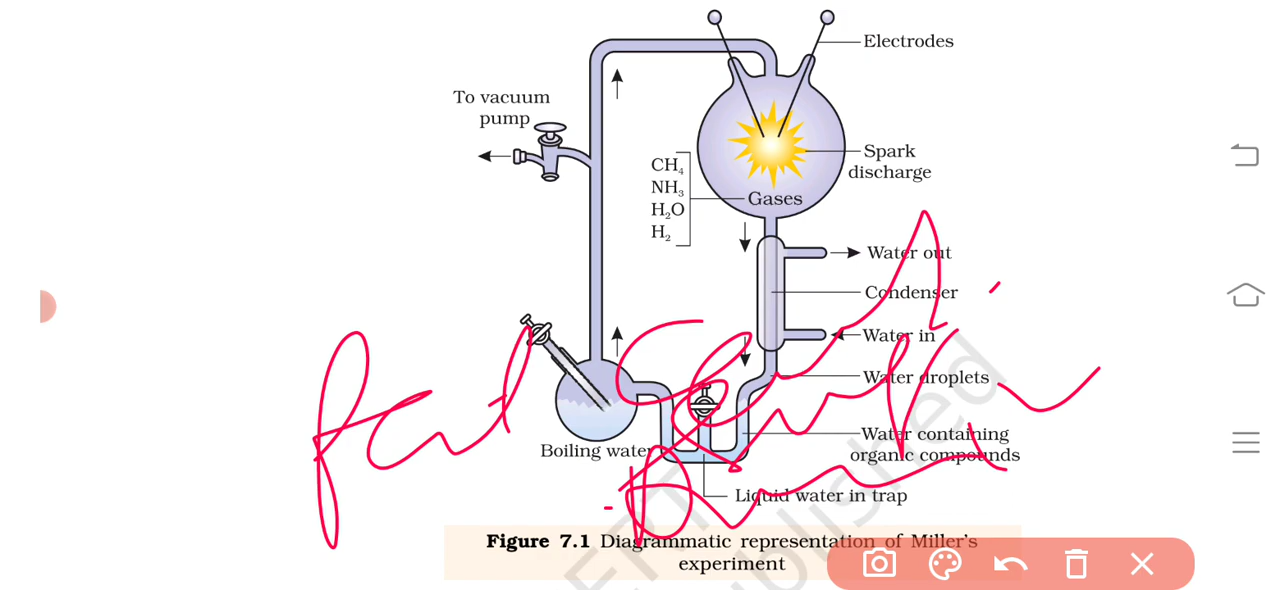 Electrodes
To vacuum
pump
CH₄
NH₃
H₂O
H₂
Spark
discharge
Gases
Water out
Condenser
Water in
Water droplets
Boiling water
Water containing
organic compounds
Liquid water in trap
Figure 7.1 Diagrammatic representation of Miller's
experiment